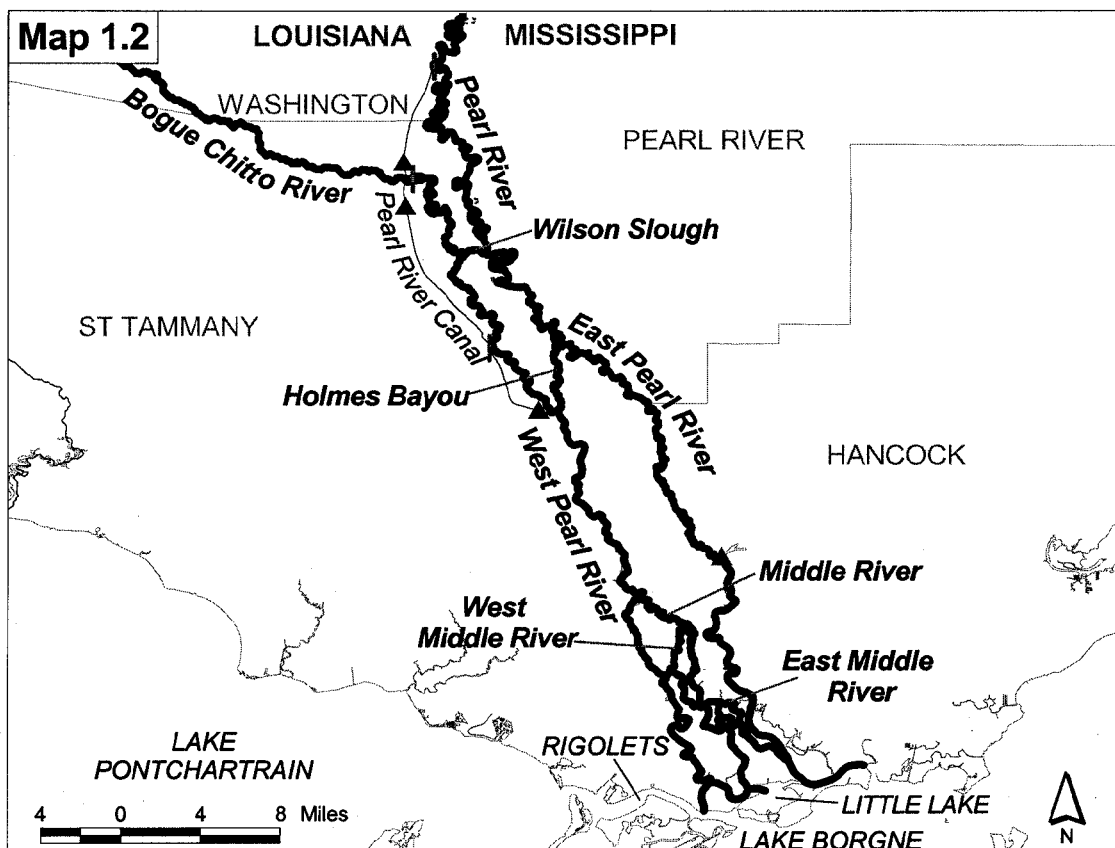 Map 1.2
LOUISIANA
MISSISSIPPI
WASHINGTON
Pearl River
PEARL RIVER
Bogue Chitto River
Pearl River Canal
Wilson Slough
ST TAMMANY
East Pearl River
Holmes Bayou
HANCOCK
West Pearl River
Middle River
West
Middle River
East Middle
River
LAKE
PONTCHARTRAIN
RIGOLETS
LITTLE LAKE
LAKE BORGNE
4 0 4 8 Miles
N